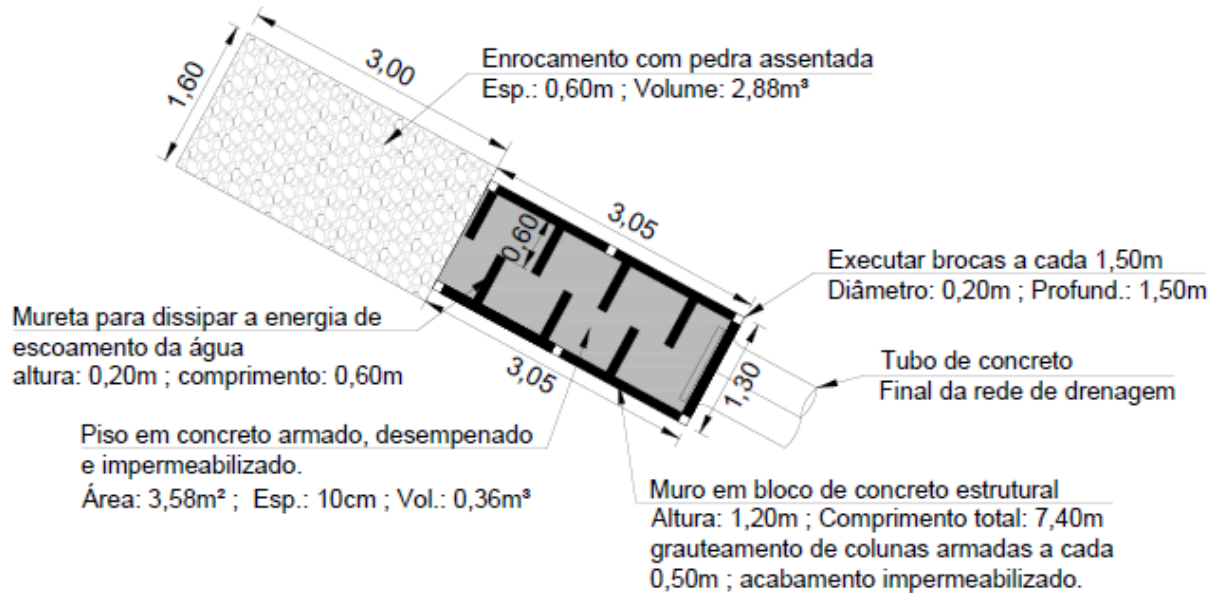 3,00
1,60
Enrocamento com pedra assentada
Esp.: 0,60m ; Volume: 2,88m³
3,05
0,60
Executar brocas a cada 1,50m
Diâmetro: 0,20m ; Profund.: 1,50m
Mureta para dissipar a energia de
escoamento da água
altura: 0,20m ; comprimento: 0,60m
3,05
1,30
Tubo de concreto
Final da rede de drenagem
Piso em concreto armado, desempenado
e impermeabilizado.
Área: 3,58m² ; Esp.: 10cm ; Vol.: 0,36m³
Muro em bloco de concreto estrutural
Altura: 1,20m ; Comprimento total: 7,40m
grauteamento de colunas armadas a cada
0,50m ; acabamento impermeabilizado.